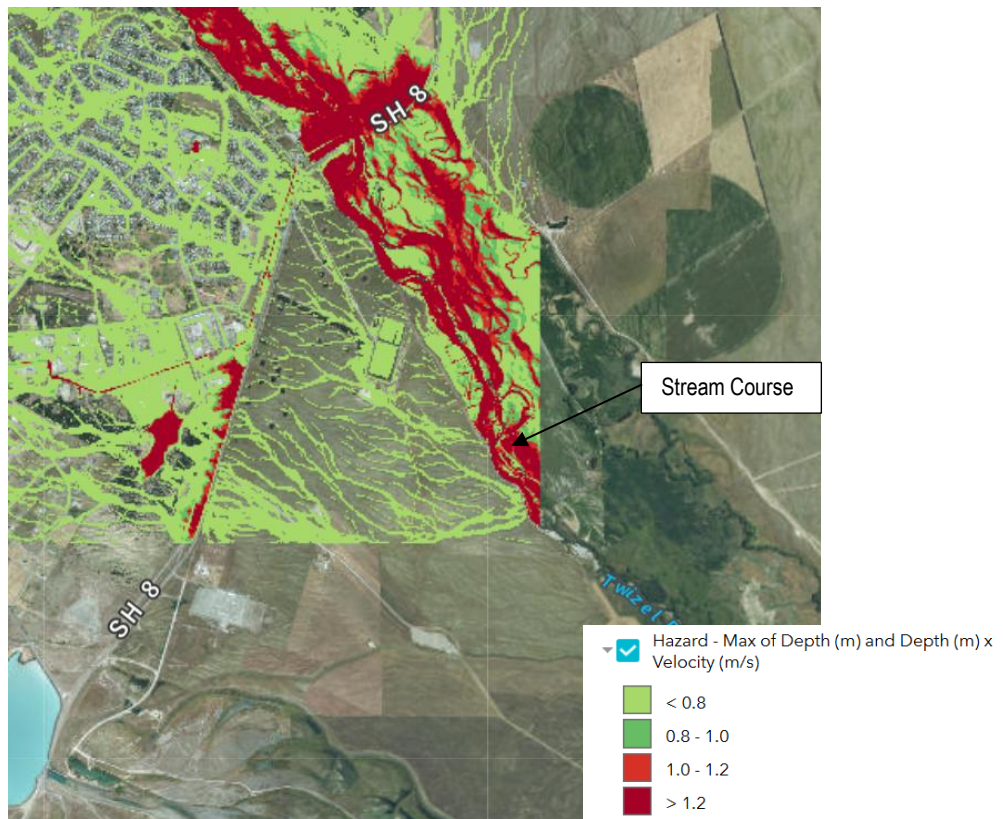 SH 8
Stream Course
SH 8
Twizel
Hazard - Max of Depth (m) and Depth (m) x
Velocity (m/s)
< 0.8
0.8 - 1.0
1.0 - 1.2
> 1.2